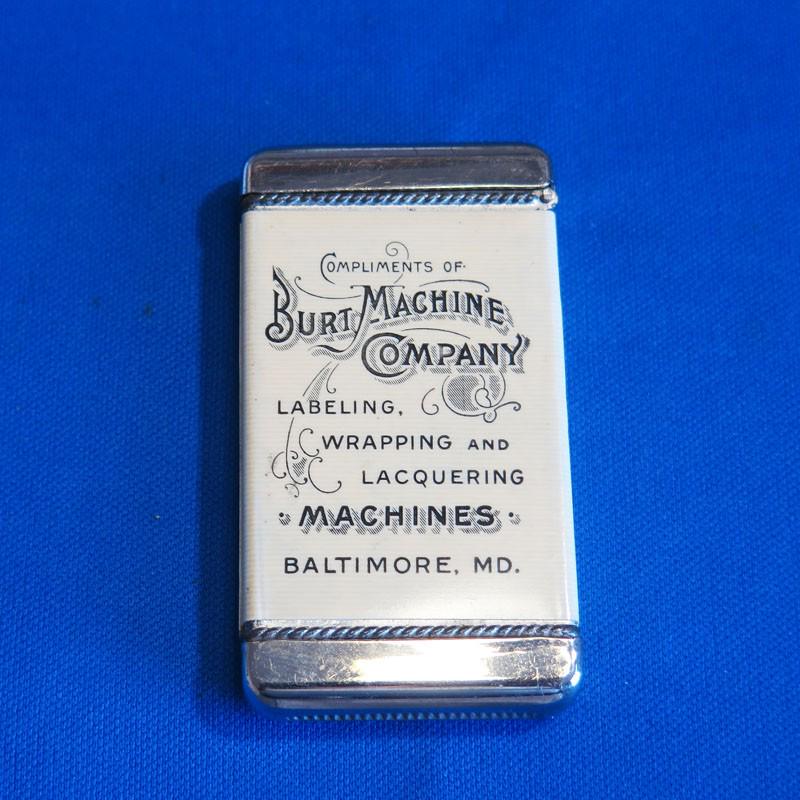 COMPLIMENTS OF
BURT MACHINE
COMPANY
LABELING,
WRAPPING AND
LACQUERING
· MACHINES ·
BALTIMORE, MD.